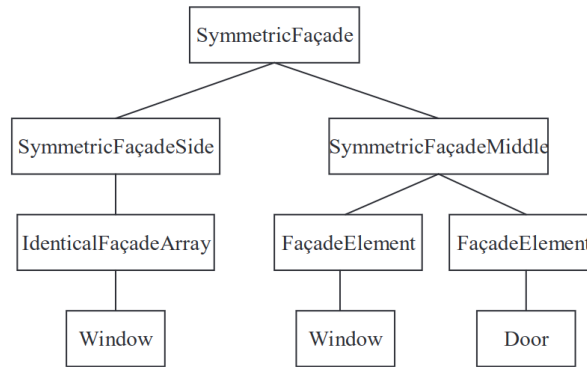 SymmetricFaçade
SymmetricFaçadeSide
SymmetricFaçadeMiddle
IdenticalFaçadeArray
FaçadeElement
FaçadeElement
Window
Window
Door